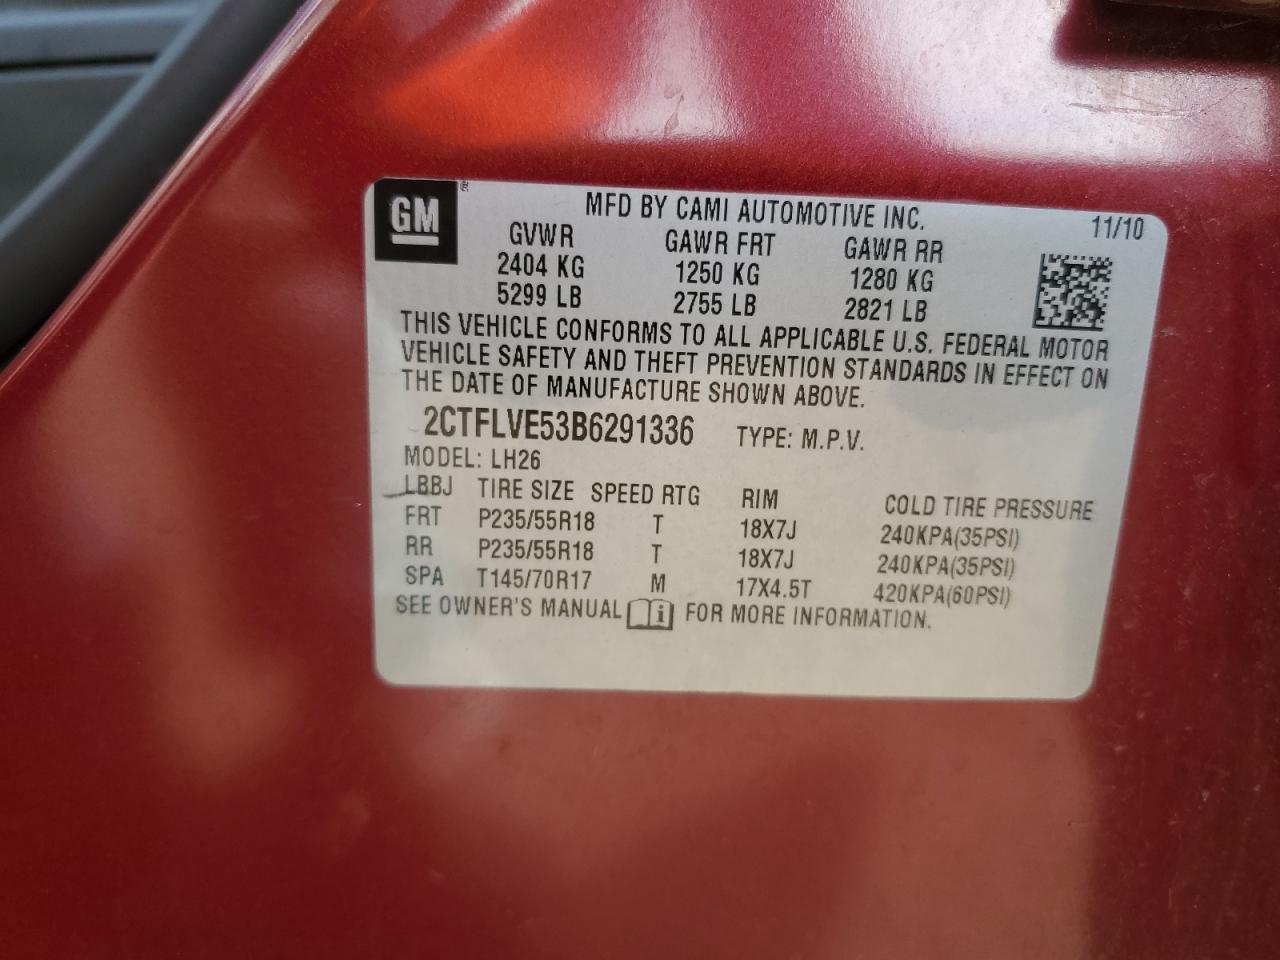 GM ®
MFD BY CAMI AUTOMOTIVE INC. 11/10
GVWR GAWR FRT GAWR RR
2404 KG 1250 KG 1280 KG
5299 LB 2755 LB 2821 LB
THIS VEHICLE CONFORMS TO ALL APPLICABLE U.S. FEDERAL MOTOR
VEHICLE SAFETY AND THEFT PREVENTION STANDARDS IN EFFECT ON
THE DATE OF MANUFACTURE SHOWN ABOVE.
2CTFLVE53B6291336 TYPE: M.P.V.
MODEL: LH26
LBBJ TIRE SIZE SPEED RTG RIM COLD TIRE PRESSURE
FRT P235/55R18 T 18X7J 240KPA(35PSI)
RR P235/55R18 T 18X7J 240KPA(35PSI)
SPA T145/70R17 M 17X4.5T 420KPA(60PSI)
SEE OWNER'S MANUAL i FOR MORE INFORMATION.